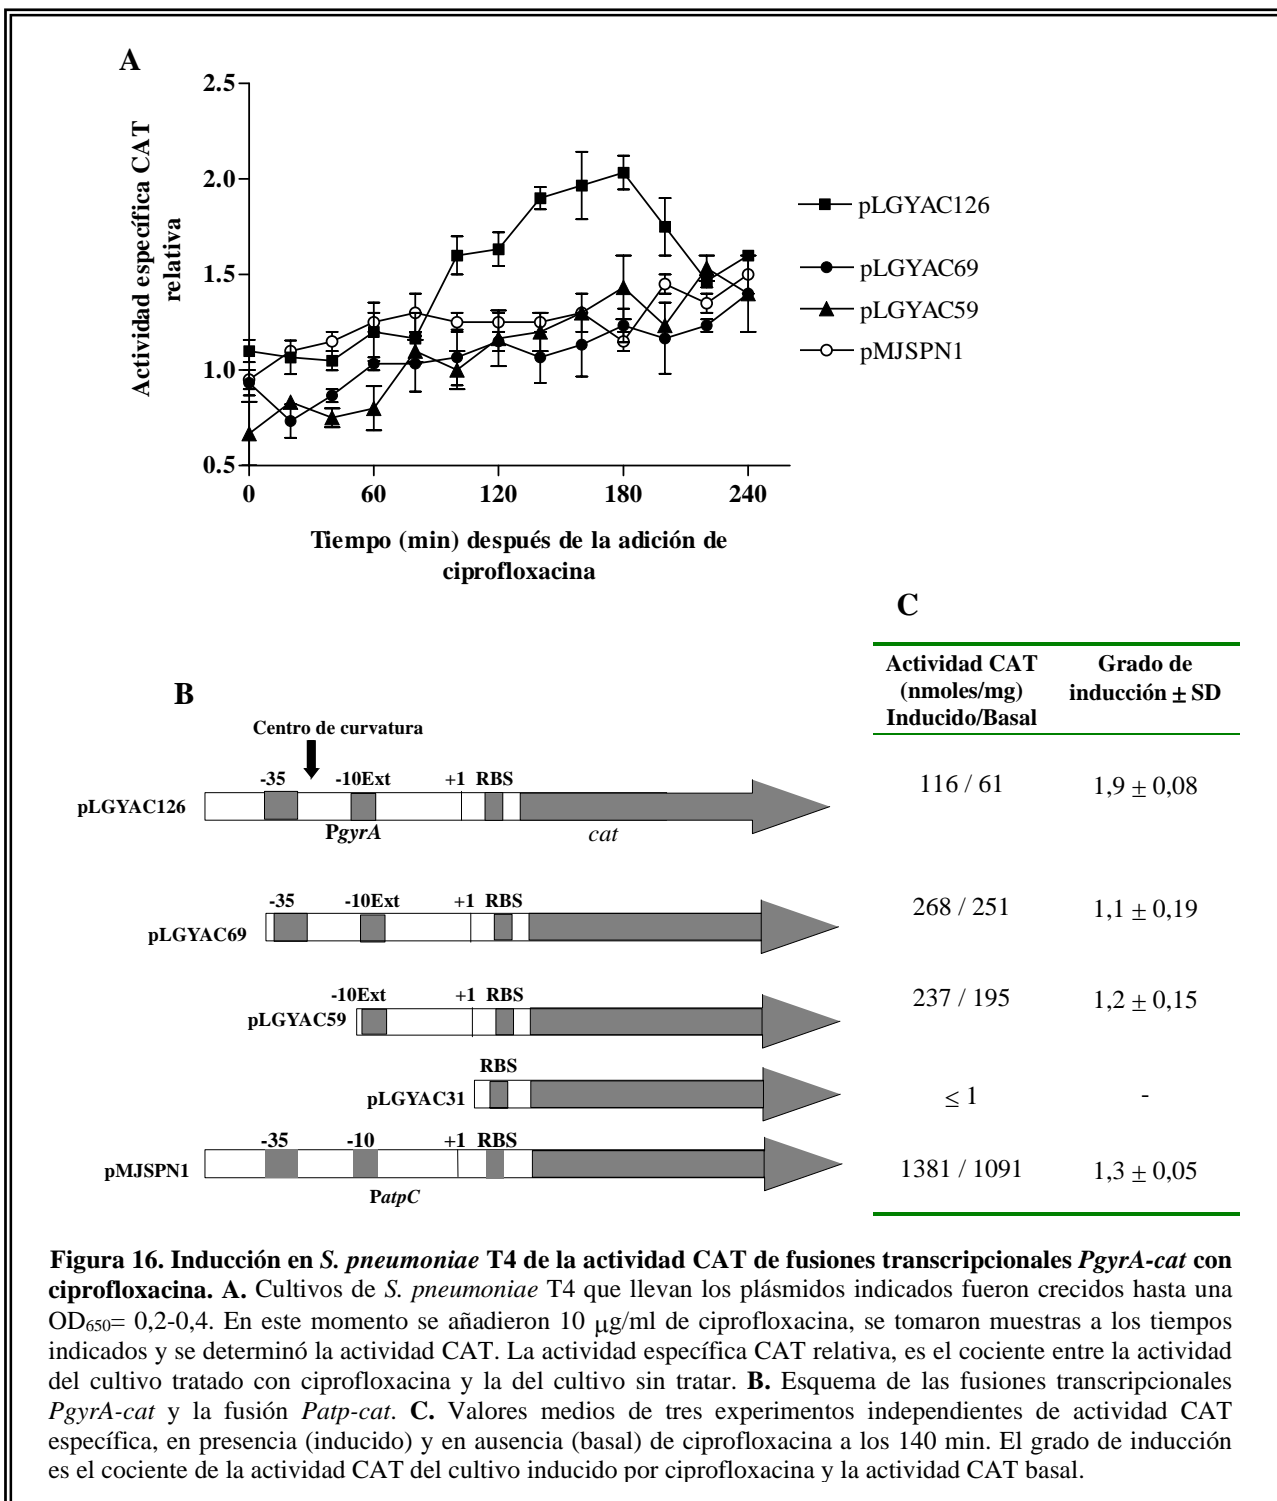 A
2.5
2.0
1.5
1.0
0.5
Actividad específica CAT
relativa
0 60 120 180 240
Tiempo (min) después de la adición de
ciprofloxacina
pLGYAC126
pLGYAC69
pLGYAC59
pMJSPN1
B
Centro de curvatura
-35 -10Ext +1 RBS
pLGYAC126
PgyrA cat
-35 -10Ext +1 RBS
pLGYAC69
-10Ext +1 RBS
pLGYAC59
RBS
pLGYAC31
-35 -10 +1 RBS
pMJSPN1
PatpC
C
Actividad CAT Grado de
(nmoles/mg) inducción ± SD
Inducido/Basal
116 / 61 1,9 ± 0,08
268 / 251 1,1 ± 0,19
237 / 195 1,2 ± 0,15
≤ 1 -
1381 / 1091 1,3 ± 0,05
Figura 16. Inducción en S. pneumoniae T4 de la actividad CAT de fusiones transcripcionales PgyrA-cat con
ciprofloxacina. A. Cultivos de S. pneumoniae T4 que llevan los plásmidos indicados fueron crecidos hasta una
OD650= 0,2-0,4. En este momento se añadieron 10 μg/ml de ciprofloxacina, se tomaron muestras a los tiempos
indicados y se determinó la actividad CAT. La actividad específica CAT relativa, es el cociente entre la actividad
del cultivo tratado con ciprofloxacina y la del cultivo sin tratar. B. Esquema de las fusiones transcripcionales
PgyrA-cat y la fusión Patp-cat. C. Valores medios de tres experimentos independientes de actividad CAT
específica, en presencia (inducido) y en ausencia (basal) de ciprofloxacina a los 140 min. El grado de inducción
es el cociente de la actividad CAT del cultivo inducido por ciprofloxacina y la actividad CAT basal.